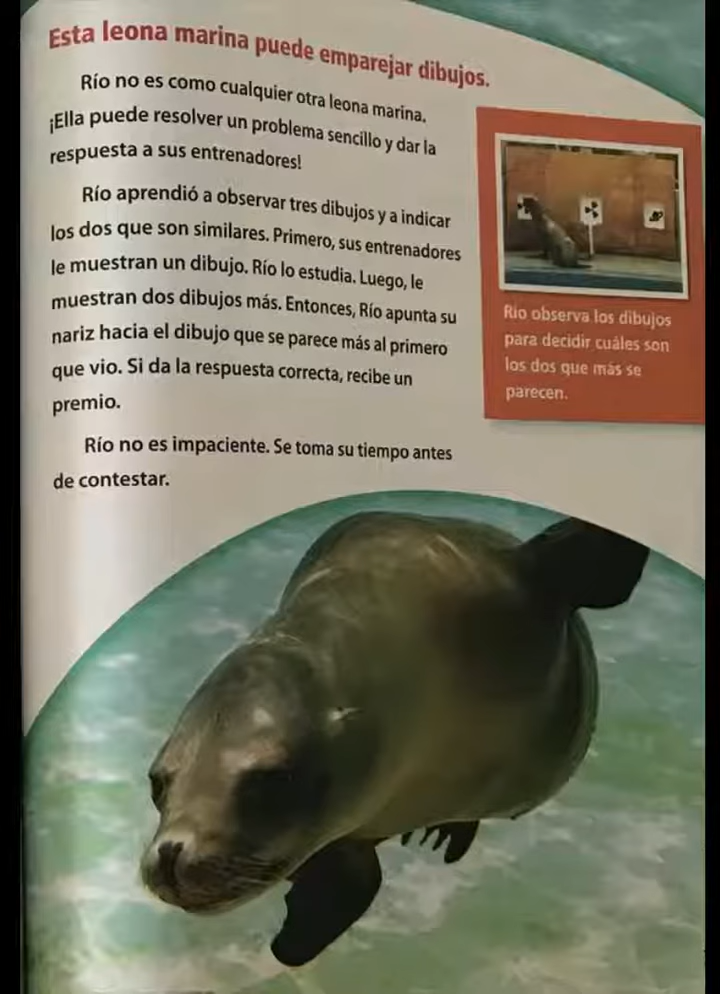 Esta leona marina puede emparejar dibujos.
Río no es como cualquier otra leona marina.
¡Ella puede resolver un problema sencillo y dar la
respuesta a sus entrenadores!
Río aprendió a observar tres dibujos y a indicar
los dos que son similares. Primero, sus entrenadores
le muestran un dibujo. Río lo estudia. Luego, le
muestran dos dibujos más. Entonces, Río apunta su
nariz hacia el dibujo que se parece más al primero
que vio. Si da la respuesta correcta, recibe un
premio.
Río no es impaciente. Se toma su tiempo antes
de contestar.
Río observa los dibujos
para decidir cuáles son
los dos que más se
parecen.